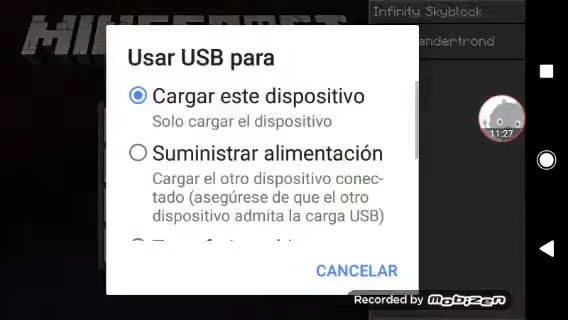 MINECRAFT
Infinity Skyblock
andertrond
Usar USB para
Cargar este dispositivo
Solo cargar el dispositivo
Suministrar alimentación
Cargar el otro dispositivo conec-
tado (asegúrese de que el otro
dispositivo admita la carga USB)
CANCELAR
11:27
Recorded by Mobizen